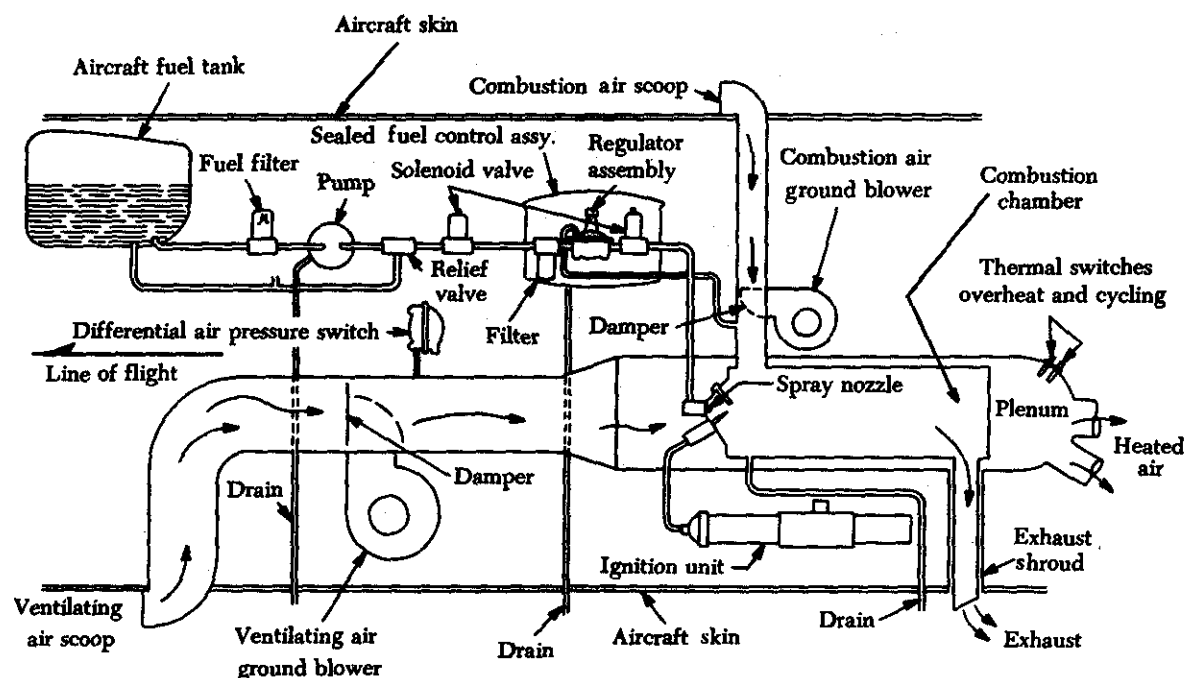 Aircraft skin
Aircraft fuel tank
Combustion air scoop
Sealed fuel control assy.
Fuel filter
Pump
Solenoid valve
Regulator
assembly
Combustion air
ground blower
Combustion
chamber
Thermal switches
overheat and cycling
Relief
valve
Filter
Damper
Differential air pressure switch
Line of flight
Spray nozzle
Plenum
Heated
air
Damper
Drain
Ignition unit
Exhaust
shroud
Ventilating
air scoop
Ventilating air
ground blower
Drain
Aircraft skin
Drain
Exhaust